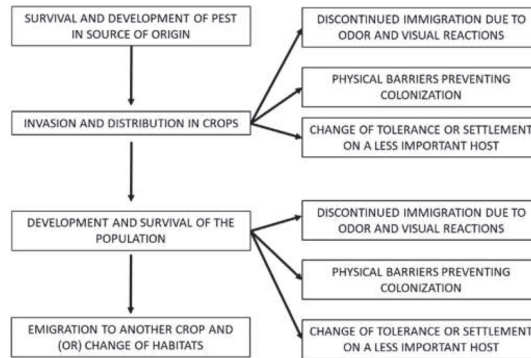 SURVIVAL AND DEVELOPMENT OF PEST
IN SOURCE OF ORIGIN
DISCONTINUED IMMIGRATION DUE TO
ODOR AND VISUAL REACTIONS
PHYSICAL BARRIERS PREVENTING
COLONIZATION
INVASION AND DISTRIBUTION IN CROPS
CHANGE OF TOLERANCE OR SETTLEMENT
ON A LESS IMPORTANT HOST
DEVELOPMENT AND SURVIVAL OF THE
POPULATION
DISCONTINUED IMMIGRATION DUE TO
ODOR AND VISUAL REACTIONS
PHYSICAL BARRIERS PREVENTING
COLONIZATION
EMIGRATION TO ANOTHER CROP AND
(OR) CHANGE OF HABITATS
CHANGE OF TOLERANCE OR SETTLEMENT
ON A LESS IMPORTANT HOST